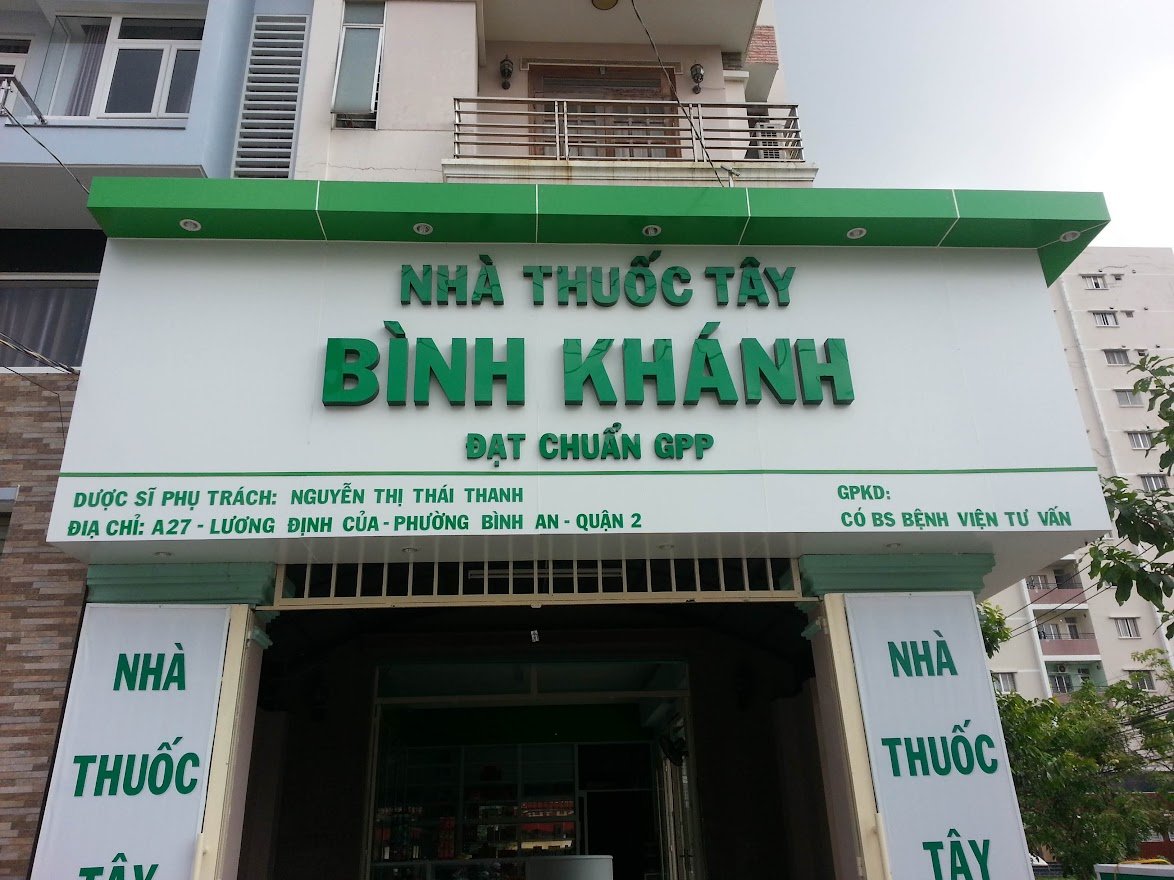 NHÀ THUỐC TÂY
BÌNH KHÁNH
ĐẠT CHUẨN GPP
DƯỢC SĨ PHỤ TRÁCH: NGUYỄN THỊ THÁI THANH
ĐỊA CHỈ: A27 - LƯƠNG ĐỊNH CỦA - PHƯỜNG BÌNH AN - QUẬN 2
GPKD:
CÓ BS BỆNH VIỆN TƯ VẤN
NHÀ
THUỐC
TÂY
NHÀ
THUỐC
TÂY